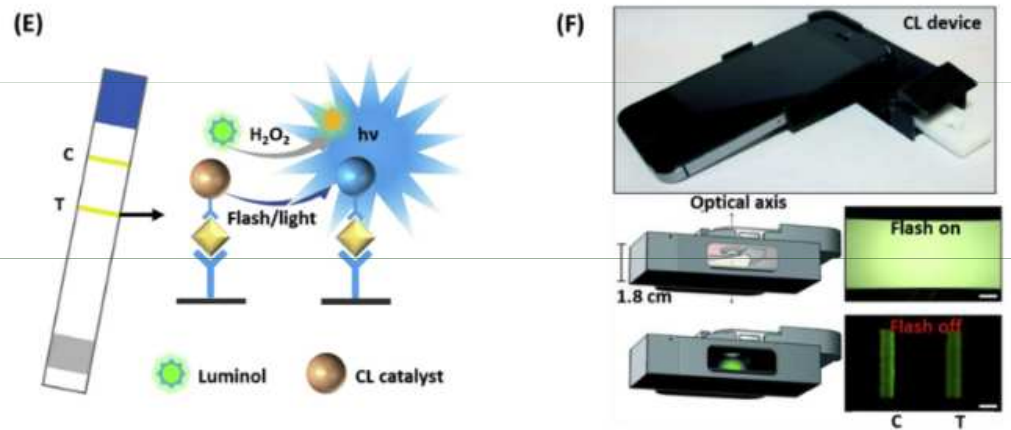 (E)
C
T
H₂O₂
hν
Flash/light
Luminol
CL catalyst
(F)
CL device
Optical axis
1.8 cm
Flash on
Flash off
C
T